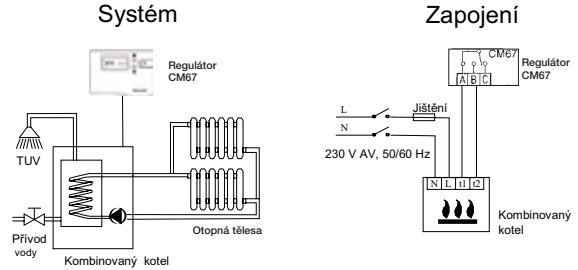 Systém
Regulátor
CM67
TUV
Přívod
vody
Otopná tělesa
Kombinovaný kotel
Zapojení
CM67
A B C
Regulátor
CM67
L
Jištění
N
230 V AV, 50/60 Hz
N L t1 t2
Kombinovaný
kotel